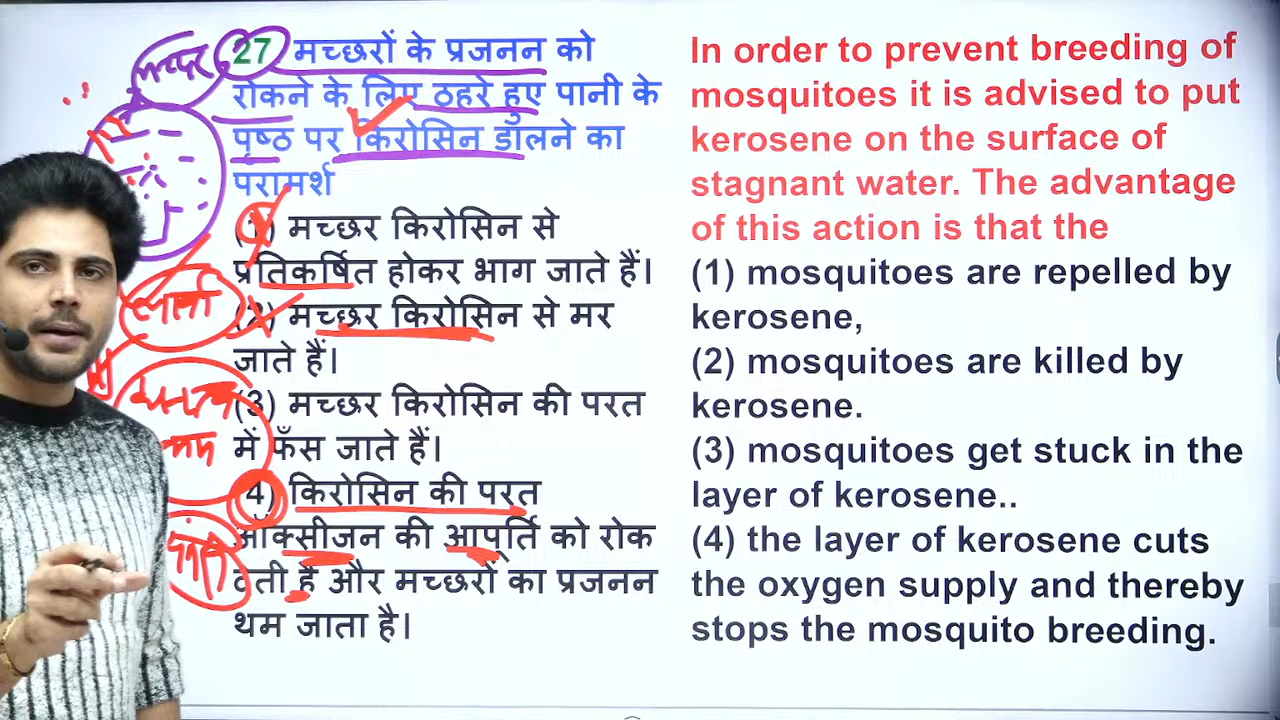 27 मच्छरों के प्रजनन को
रोकने के लिए ठहरे हुए पानी के
पृष्ठ पर किरोसिन डालने का
परामर्श
(1) मच्छर किरोसिन से
प्रतिकर्षित होकर भाग जाते हैं।
(2) मच्छर किरोसिन से मर
जाते हैं।
(3) मच्छर किरोसिन की परत
में फँस जाते हैं।
(4) किरोसिन की परत
ऑक्सीजन की आपूर्ति को रोक
देती है और मच्छरों का प्रजनन
थम जाता है।
In order to prevent breeding of
mosquitoes it is advised to put
kerosene on the surface of
stagnant water. The advantage
of this action is that the
(1) mosquitoes are repelled by
kerosene,
(2) mosquitoes are killed by
kerosene.
(3) mosquitoes get stuck in the
layer of kerosene..
(4) the layer of kerosene cuts
the oxygen supply and thereby
stops the mosquito breeding.
मच्छर